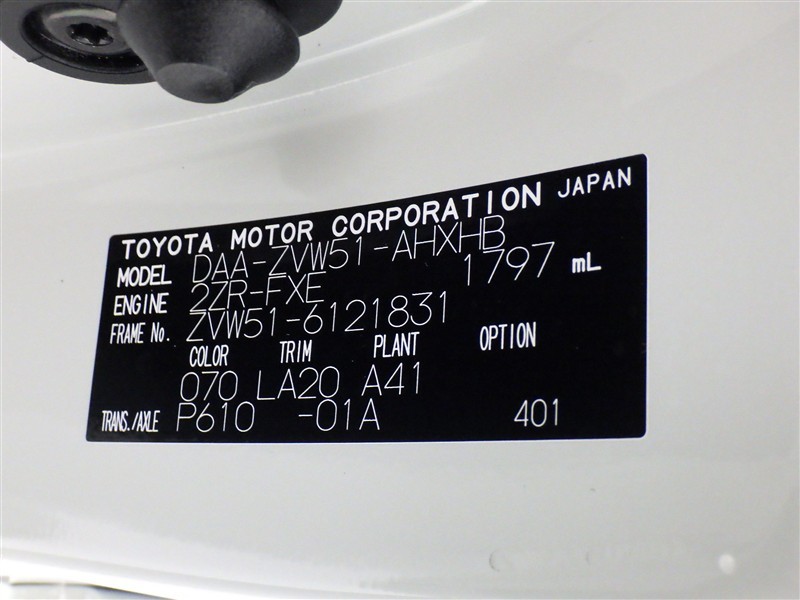 TOYOTA MOTOR CORPORATION JAPAN
MODEL DAA-ZVW51-AHXHB
ENGINE 2ZR-FXE 1797 mL
FRAME No. ZVW51-6121831
COLOR TRIM PLANT OPTION
070 LA20 A41
TRANS./AXLE P610 -01A 401